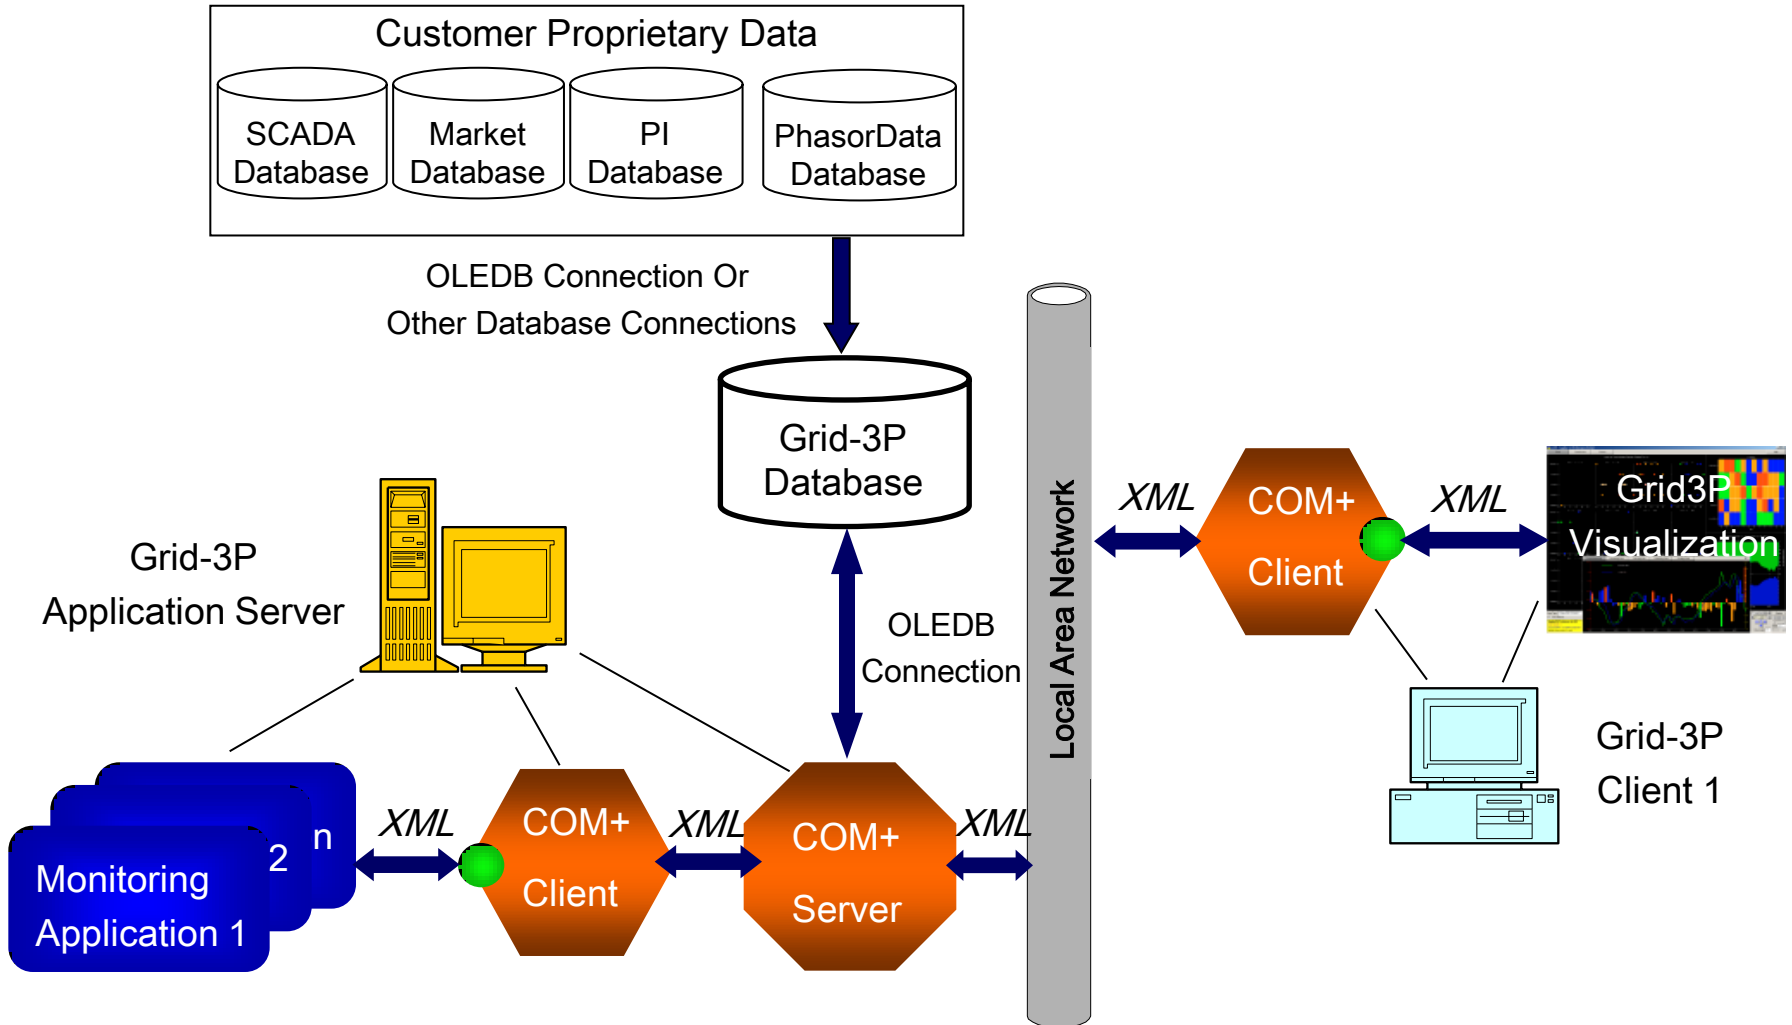 Customer Proprietary Data
SCADA
Database
Market
Database
PI
Database
PhasorData
Database
OLEDB Connection Or
Other Database Connections
Grid-3P
Database
Grid-3P
Application Server
OLEDB
Connection
Local Area Network
XML
COM+
Client
XML
Grid3P
Visualization
Grid-3P
Client 1
n
2
Monitoring
Application 1
XML
COM+
Client
XML
COM+
Server
XML